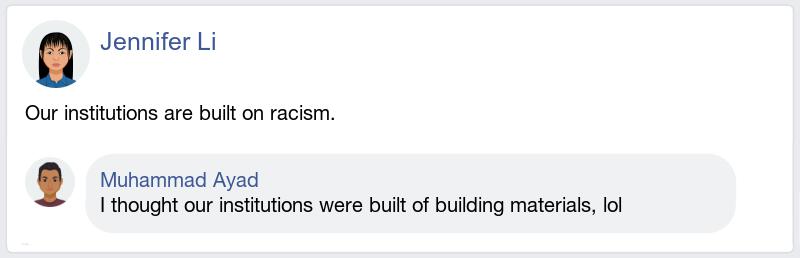 Jennifer Li
Our institutions are built on racism.
Muhammad Ayad
I thought our institutions were built of building materials, lol